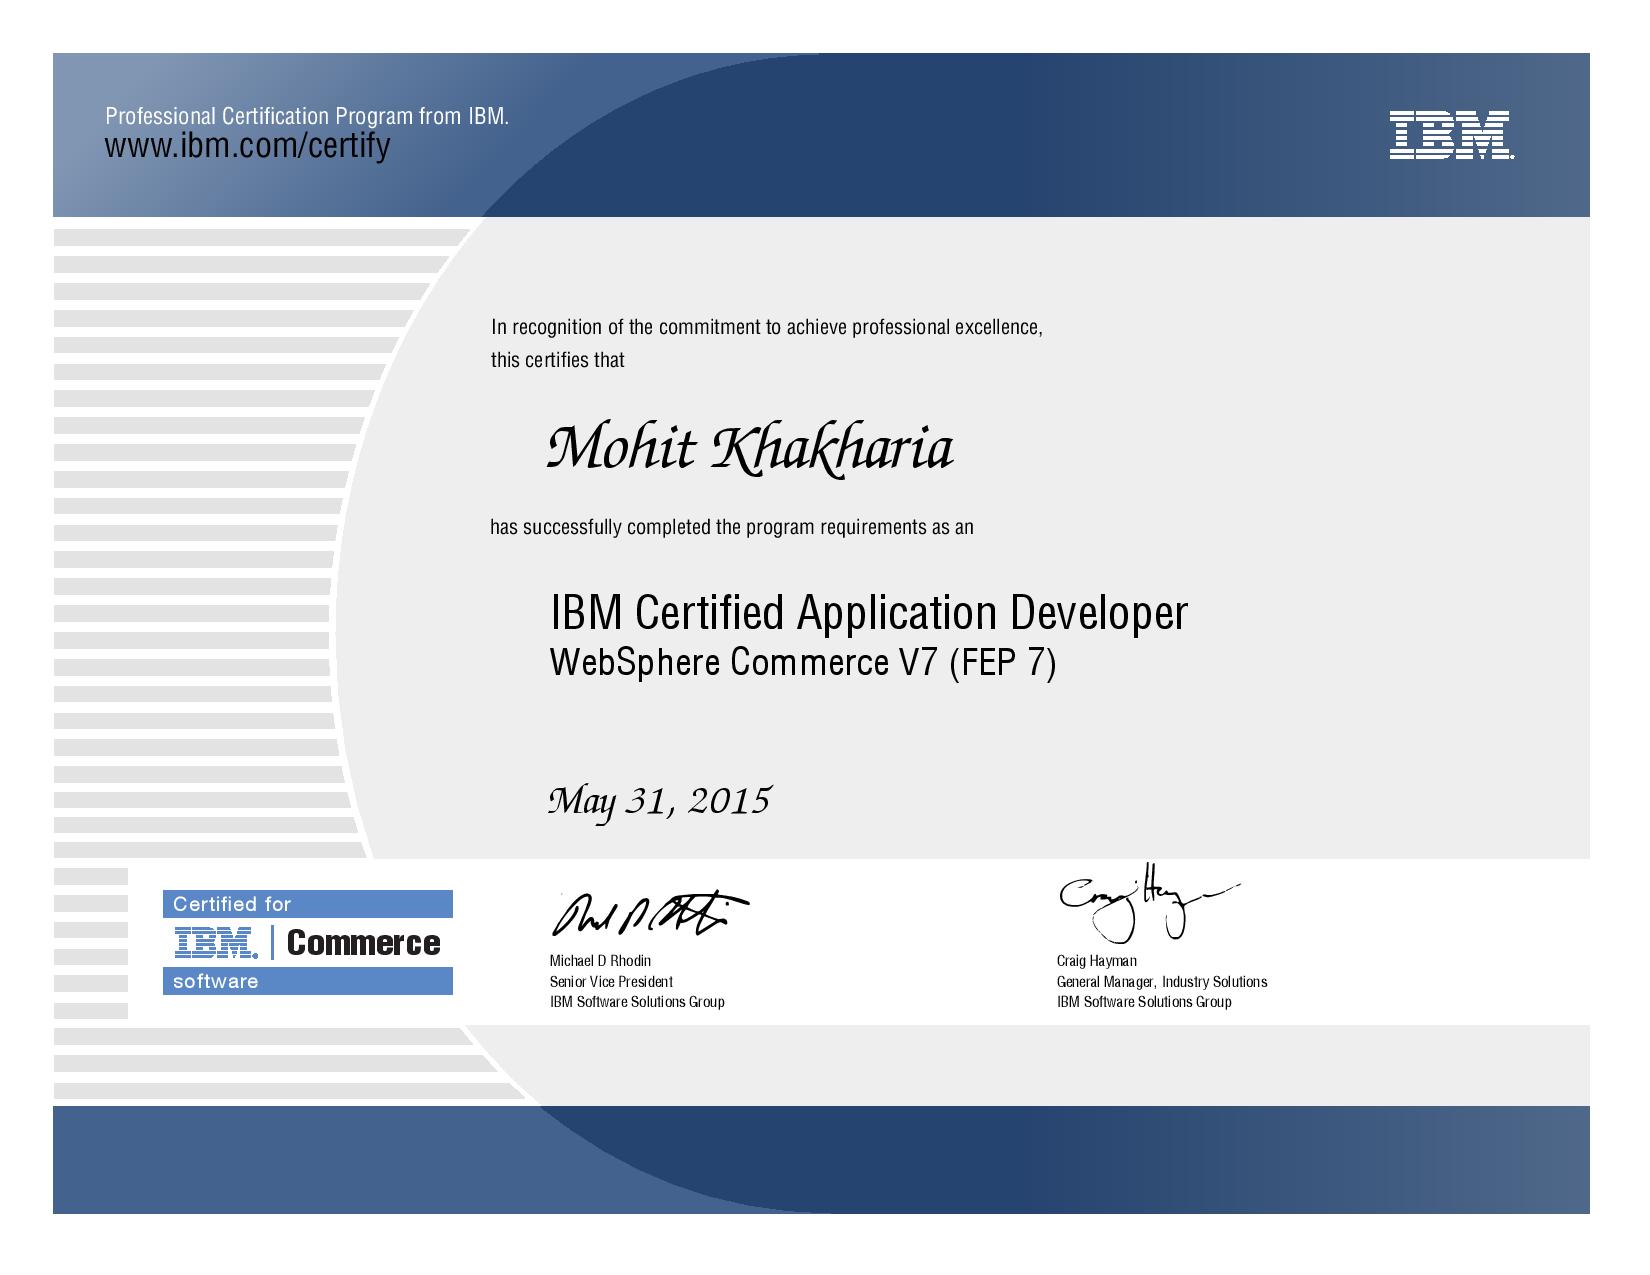 Professional Certification Program from IBM.
www.ibm.com/certify
IBM.
In recognition of the commitment to achieve professional excellence,
this certifies that
Mohit Khakharia
has successfully completed the program requirements as an
IBM Certified Application Developer
WebSphere Commerce V7 (FEP 7)
May 31, 2015
Certified for
IBM. | Commerce
software
Michael D Rhodin
Senior Vice President
IBM Software Solutions Group
Craig Hayman
Craig Hayman
General Manager, Industry Solutions
IBM Software Solutions Group